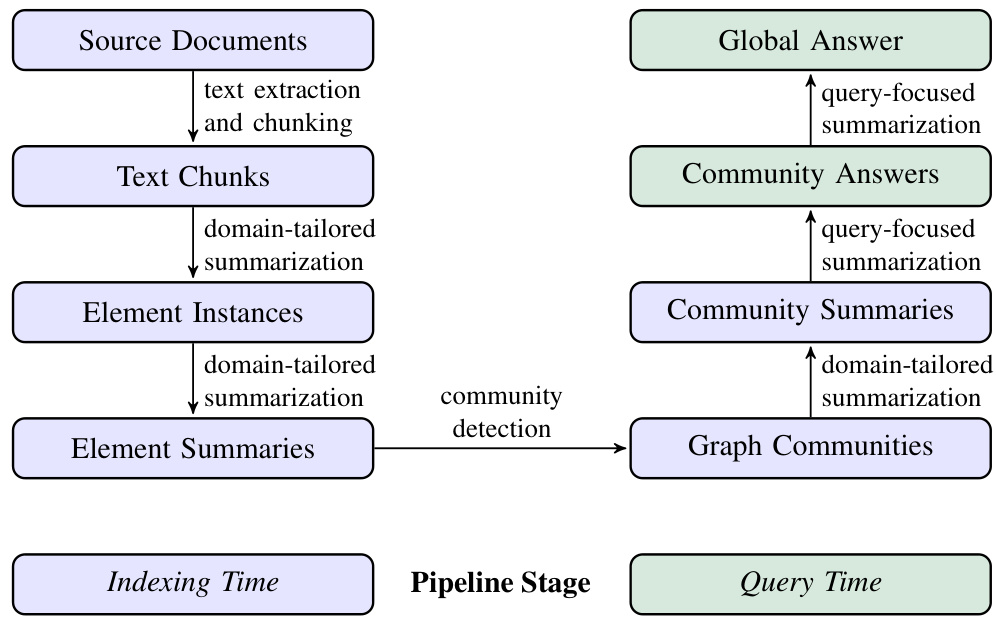 Source Documents
text extraction
and chunking
Text Chunks
domain-tailored
summarization
Element Instances
domain-tailored
summarization
Element Summaries
community
detection
Graph Communities
domain-tailored
summarization
Community Summaries
query-focused
summarization
Community Answers
query-focused
summarization
Global Answer
Indexing Time
Pipeline Stage
Query Time